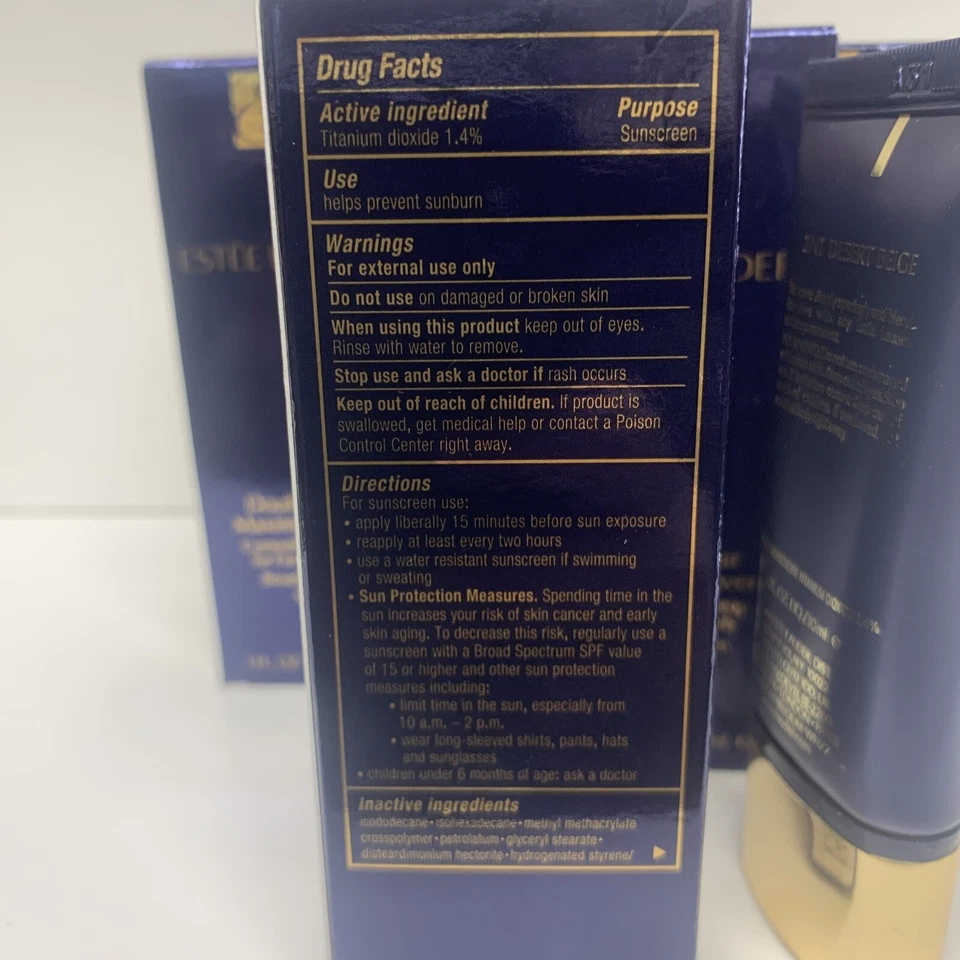 Drug Facts
Active ingredient Purpose
Titanium dioxide 1.4% Sunscreen
Use
helps prevent sunburn
Warnings
For external use only
Do not use on damaged or broken skin
When using this product keep out of eyes.
Rinse with water to remove.
Stop use and ask a doctor if rash occurs
Keep out of reach of children. If product is
swallowed, get medical help or contact a Poison
Control Center right away.
Directions
For sunscreen use:
• apply liberally 15 minutes before sun exposure
• reapply at least every two hours
• use a water resistant sunscreen if swimming
or sweating
• Sun Protection Measures. Spending time in the
sun increases your risk of skin cancer and early
skin aging. To decrease this risk, regularly use a
sunscreen with a Broad Spectrum SPF value
of 15 or higher and other sun protection
measures including:
• limit time in the sun, especially from
10 a.m. – 2 p.m.
• wear long-sleeved shirts, pants, hats
and sunglasses
• children under 6 months of age: ask a doctor
Inactive ingredients
isododecane • isohexadecane • methyl methacrylate
crosspolymer • petrolatum • glyceryl stearate •
disteardimonium hectorite • hydrogenated styrene/
ESTÉE
DESERT BEIGE